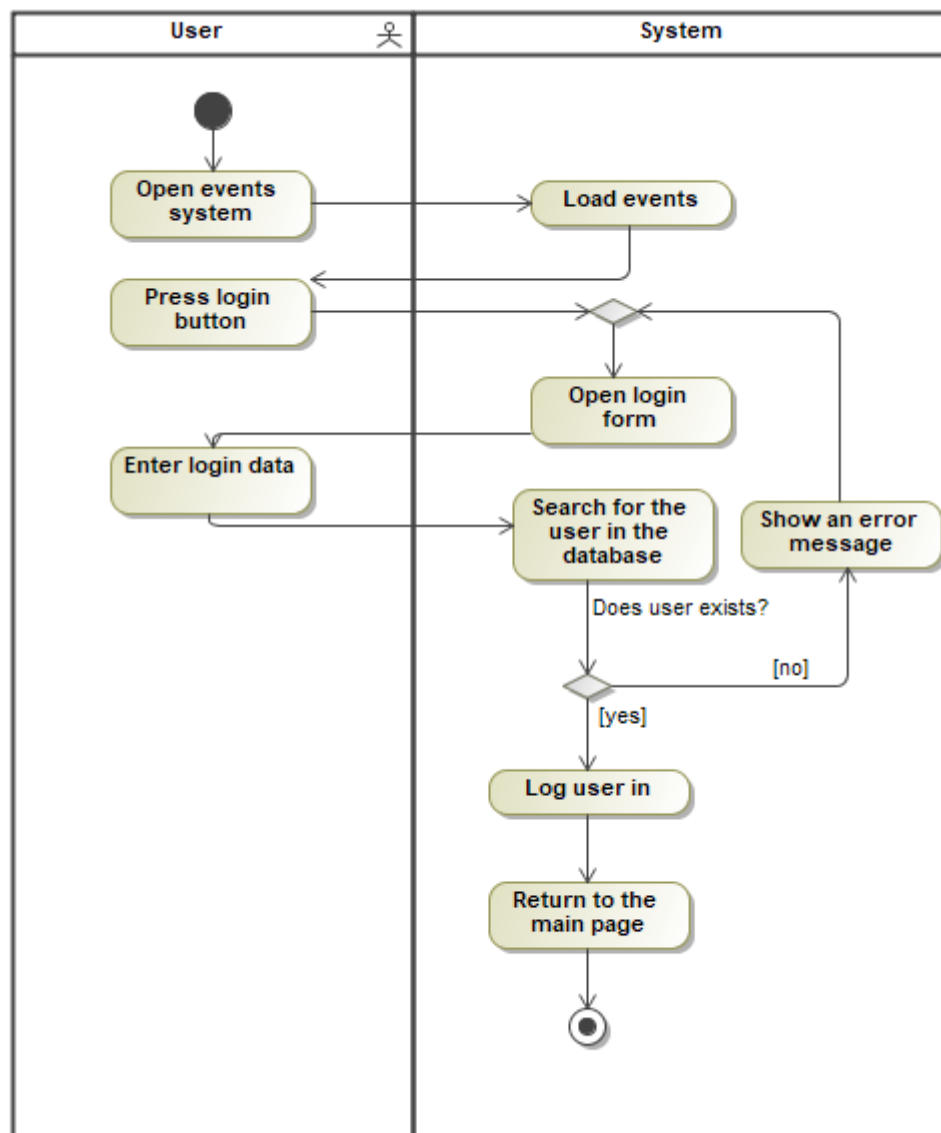 User
System
Open events
system
Load events
Press login
button
Open login
form
Enter login data
Search for the
user in the
database
Show an error
message
Does user exists?
[no]
[yes]
Log user in
Return to the
main page